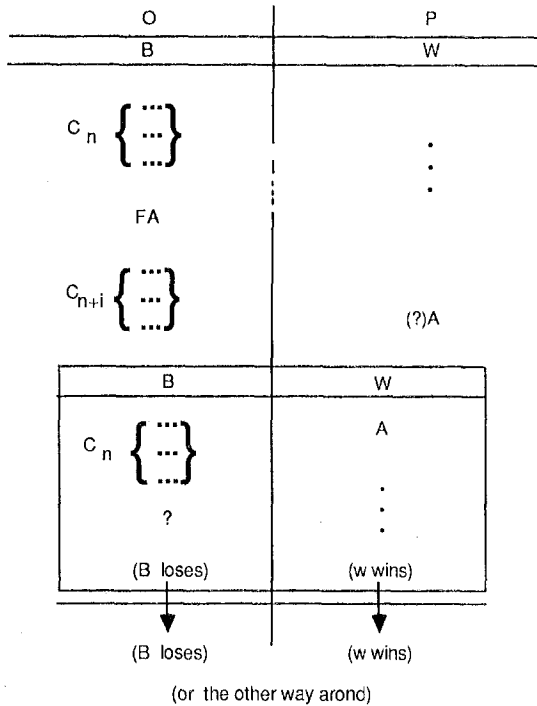 O P
B W
C n { ... ... ... }
FA
C n+i { ... ... ... } (?)A
B W
C n { ... ... ... } A
?
(B loses) (w wins)
(B loses) (w wins)
(or the other way arond)